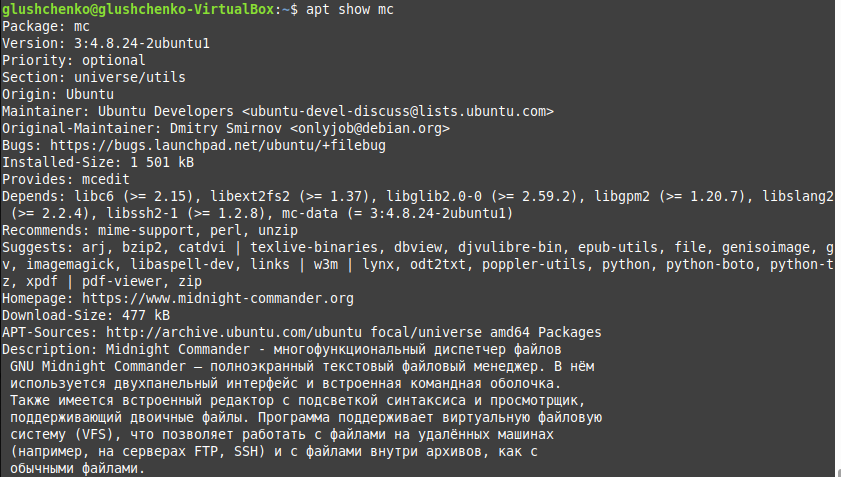 glushchenko@glushchenko-VirtualBox:~$ apt show mc
Package: mc
Version: 3:4.8.24-2ubuntu1
Priority: optional
Section: universe/utils
Origin: Ubuntu
Maintainer: Ubuntu Developers <ubuntu-devel-discuss@lists.ubuntu.com>
Original-Maintainer: Dmitry Smirnov <onlyjob@debian.org>
Bugs: https://bugs.launchpad.net/ubuntu/+filebug
Installed-Size: 1 501 kB
Provides: mcedit
Depends: libc6 (>= 2.15), libext2fs2 (>= 1.37), libglib2.0-0 (>= 2.59.2), libgpm2 (>= 1.20.7), libslang2
 (>= 2.2.4), libssh2-1 (>= 1.2.8), mc-data (= 3:4.8.24-2ubuntu1)
Recommends: mime-support, perl, unzip
Suggests: arj, bzip2, catdvi | texlive-binaries, dbview, djvulibre-bin, epub-utils, file, genisoimage, g
v, imagemagick, libaspell-dev, links | w3m | lynx, odt2txt, poppler-utils, python, python-boto, python-t
z, xpdf | pdf-viewer, zip
Homepage: https://www.midnight-commander.org
Download-Size: 477 kB
APT-Sources: http://archive.ubuntu.com/ubuntu focal/universe amd64 Packages
Description: Midnight Commander - многофункциональный диспетчер файлов
 GNU Midnight Commander — полноэкранный текстовый файловый менеджер. В нём
 используется двухпанельный интерфейс и встроенная командная оболочка.
 Также имеется встроенный редактор с подсветкой синтаксиса и просмотрщик,
 поддерживающий двоичные файлы. Программа поддерживает виртуальную файловую
 систему (VFS), что позволяет работать с файлами на удалённых машинах
 (например, на серверах FTP, SSH) и с файлами внутри архивов, как с
 обычными файлами.